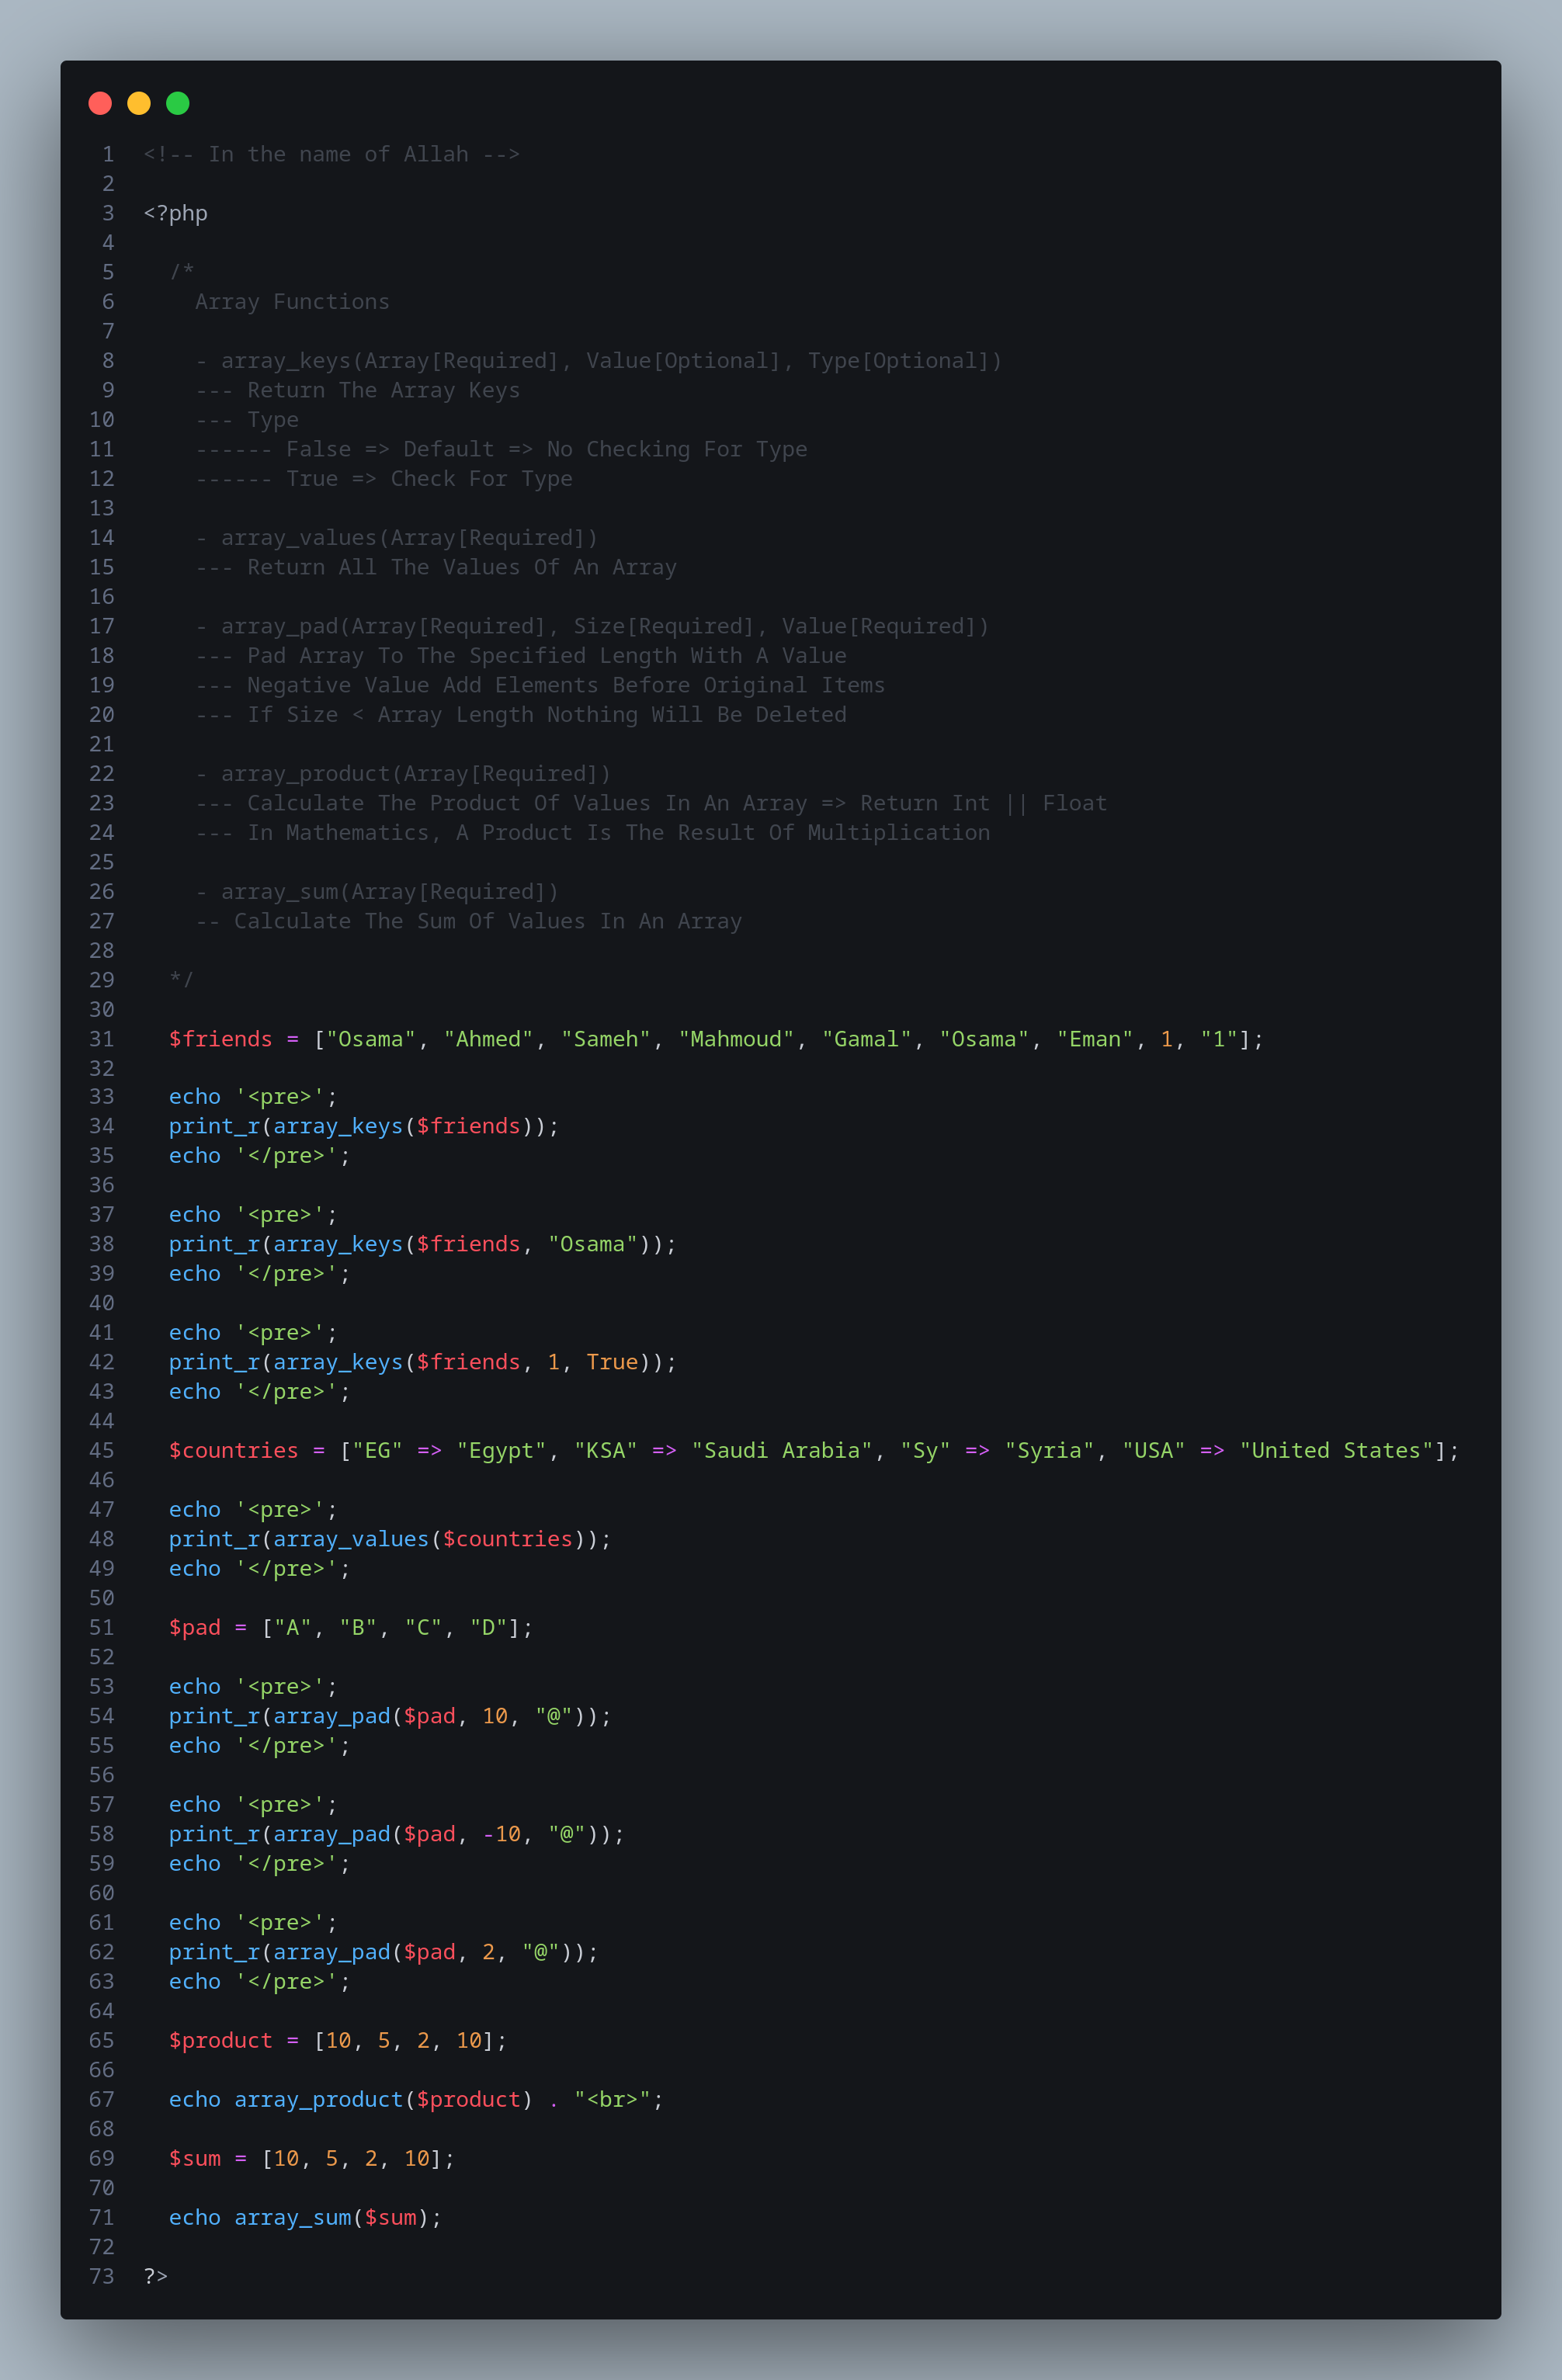 1 <!-- In the name of Allah -->
2
3 <?php
4
5   /*
6     Array Functions
7
8     - array_keys(Array[Required], Value[Optional], Type[Optional])
9     --- Return The Array Keys
10     --- Type
11     ------ False => Default => No Checking For Type
12     ------ True => Check For Type
13
14     - array_values(Array[Required])
15     --- Return All The Values Of An Array
16
17     - array_pad(Array[Required], Size[Required], Value[Required])
18     --- Pad Array To The Specified Length With A Value
19     --- Negative Value Add Elements Before Original Items
20     --- If Size < Array Length Nothing Will Be Deleted
21
22     - array_product(Array[Required])
23     --- Calculate The Product Of Values In An Array => Return Int || Float
24     --- In Mathematics, A Product Is The Result Of Multiplication
25
26     - array_sum(Array[Required])
27     -- Calculate The Sum Of Values In An Array
28
29   */
30
31   $friends = ["Osama", "Ahmed", "Sameh", "Mahmoud", "Gamal", "Osama", "Eman", 1, "1"];
32
33   echo '<pre>';
34   print_r(array_keys($friends));
35   echo '</pre>';
36
37   echo '<pre>';
38   print_r(array_keys($friends, "Osama"));
39   echo '</pre>';
40
41   echo '<pre>';
42   print_r(array_keys($friends, 1, True));
43   echo '</pre>';
44
45   $countries = ["EG" => "Egypt", "KSA" => "Saudi Arabia", "Sy" => "Syria", "USA" => "United States"];
46
47   echo '<pre>';
48   print_r(array_values($countries));
49   echo '</pre>';
50
51   $pad = ["A", "B", "C", "D"];
52
53   echo '<pre>';
54   print_r(array_pad($pad, 10, "@"));
55   echo '</pre>';
56
57   echo '<pre>';
58   print_r(array_pad($pad, -10, "@"));
59   echo '</pre>';
60
61   echo '<pre>';
62   print_r(array_pad($pad, 2, "@"));
63   echo '</pre>';
64
65   $product = [10, 5, 2, 10];
66
67   echo array_product($product) . "<br>";
68
69   $sum = [10, 5, 2, 10];
70
71   echo array_sum($sum);
72
73 ?>